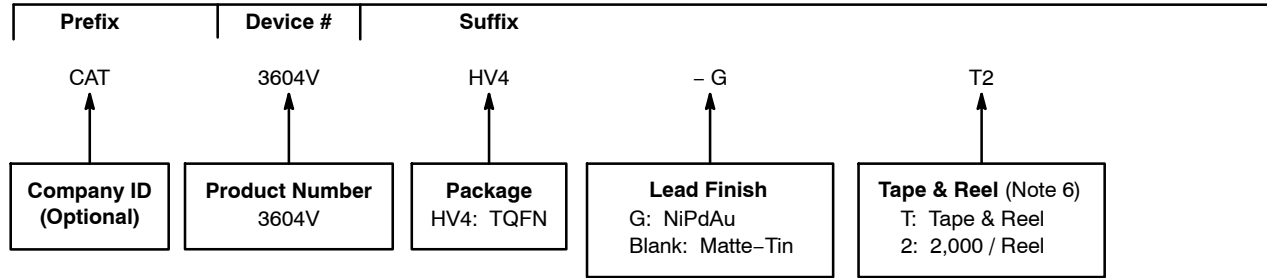 Prefix Device # Suffix
CAT 3604V HV4 – G T2
Company ID
(Optional)
Product Number
3604V
Package
HV4: TQFN
Lead Finish
G: NiPdAu
Blank: Matte−Tin
Tape & Reel (Note 6)
T: Tape & Reel
2: 2,000 / Reel